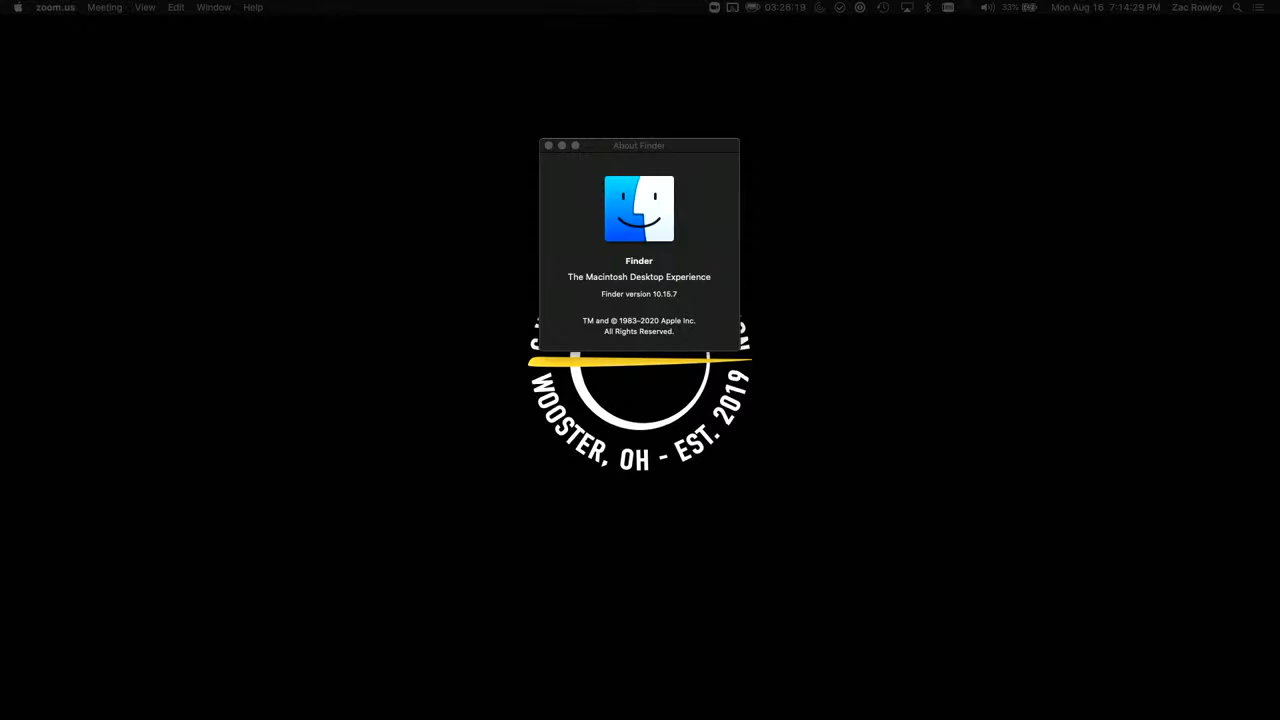 zoom.us Meeting View Edit Window Help 03:26:19 33% Mon Aug 16 7:14:29 PM Zac Rowley
About Finder
Finder
The Macintosh Desktop Experience
Finder version 10.15.7
TM and © 1983–2020 Apple Inc.
All Rights Reserved.
WOOSTER, OH - EST. 2019